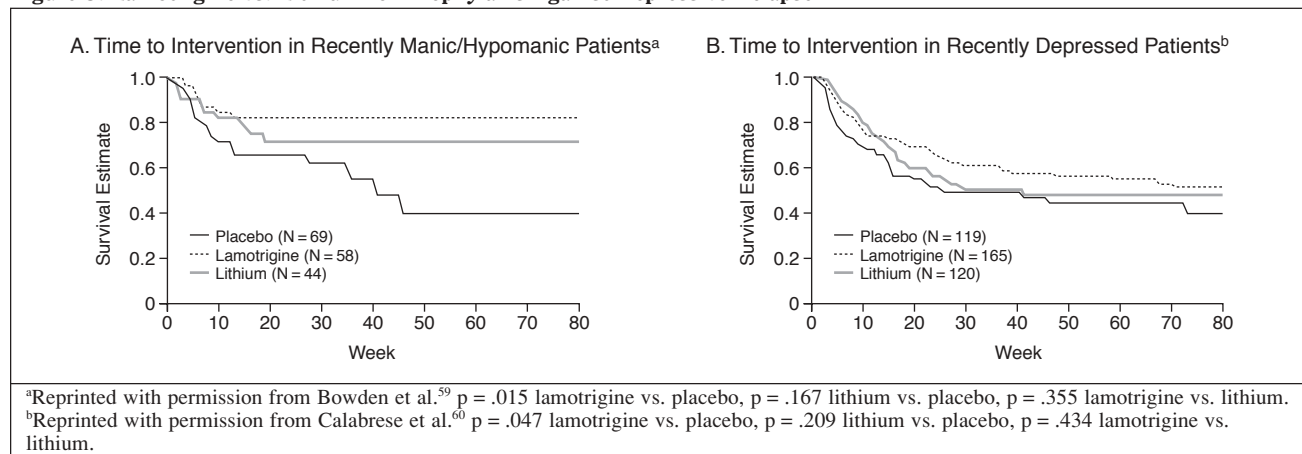 A. Time to Intervention in Recently Manic/Hypomanic Patientsᵃ
1.0
0.8
0.6
0.4
0.2
0
Survival Estimate
Placebo (N = 69)
Lamotrigine (N = 58)
Lithium (N = 44)
0 10 20 30 40 50 60 70 80
Week
B. Time to Intervention in Recently Depressed Patientsᵇ
1.0
0.8
0.6
0.4
0.2
0
Survival Estimate
Placebo (N = 119)
Lamotrigine (N = 165)
Lithium (N = 120)
0 10 20 30 40 50 60 70 80
Week
ᵃReprinted with permission from Bowden et al.⁵⁹ p = .015 lamotrigine vs. placebo, p = .167 lithium vs. placebo, p = .355 lamotrigine vs. lithium.
ᵇReprinted with permission from Calabrese et al.⁶⁰ p = .047 lamotrigine vs. placebo, p = .209 lithium vs. placebo, p = .434 lamotrigine vs.
lithium.